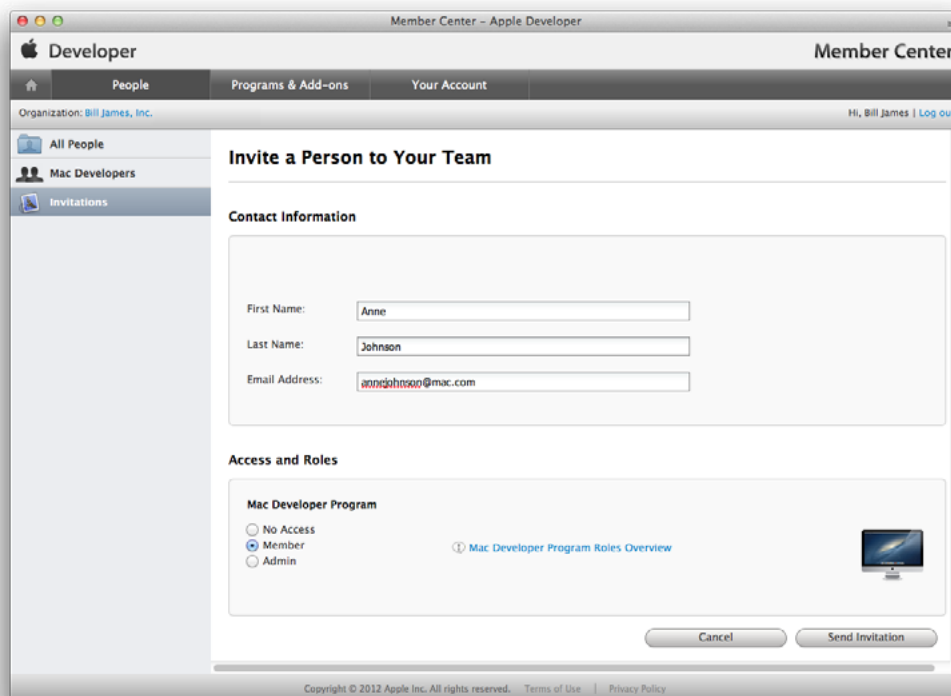 Member Center – Apple Developer
Developer
Member Center
People
Programs & Add-ons
Your Account
Organization: Bill James, Inc.
Hi, Bill James | Log ou
All People
Mac Developers
Invitations
Invite a Person to Your Team
Contact Information
First Name: Anne
Last Name: Johnson
Email Address: annejohnson@mac.com
Access and Roles
Mac Developer Program
No Access
Member
Admin
Mac Developer Program Roles Overview
Cancel
Send Invitation
Copyright © 2012 Apple Inc. All rights reserved. Terms of Use | Privacy Policy